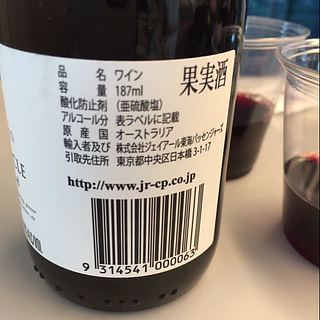 品名 ワイン
果実酒
容量 187ml
酸化防止剤（亜硫酸塩）
アルコール分 表ラベルに記載
原産国 オーストラリア
輸入者及び 株式会社ジェイアール東海パッセンジャーズ
引取先住所 東京都中央区日本橋3-1-17
http://www.jr-cp.co.jp
9 314541 000063